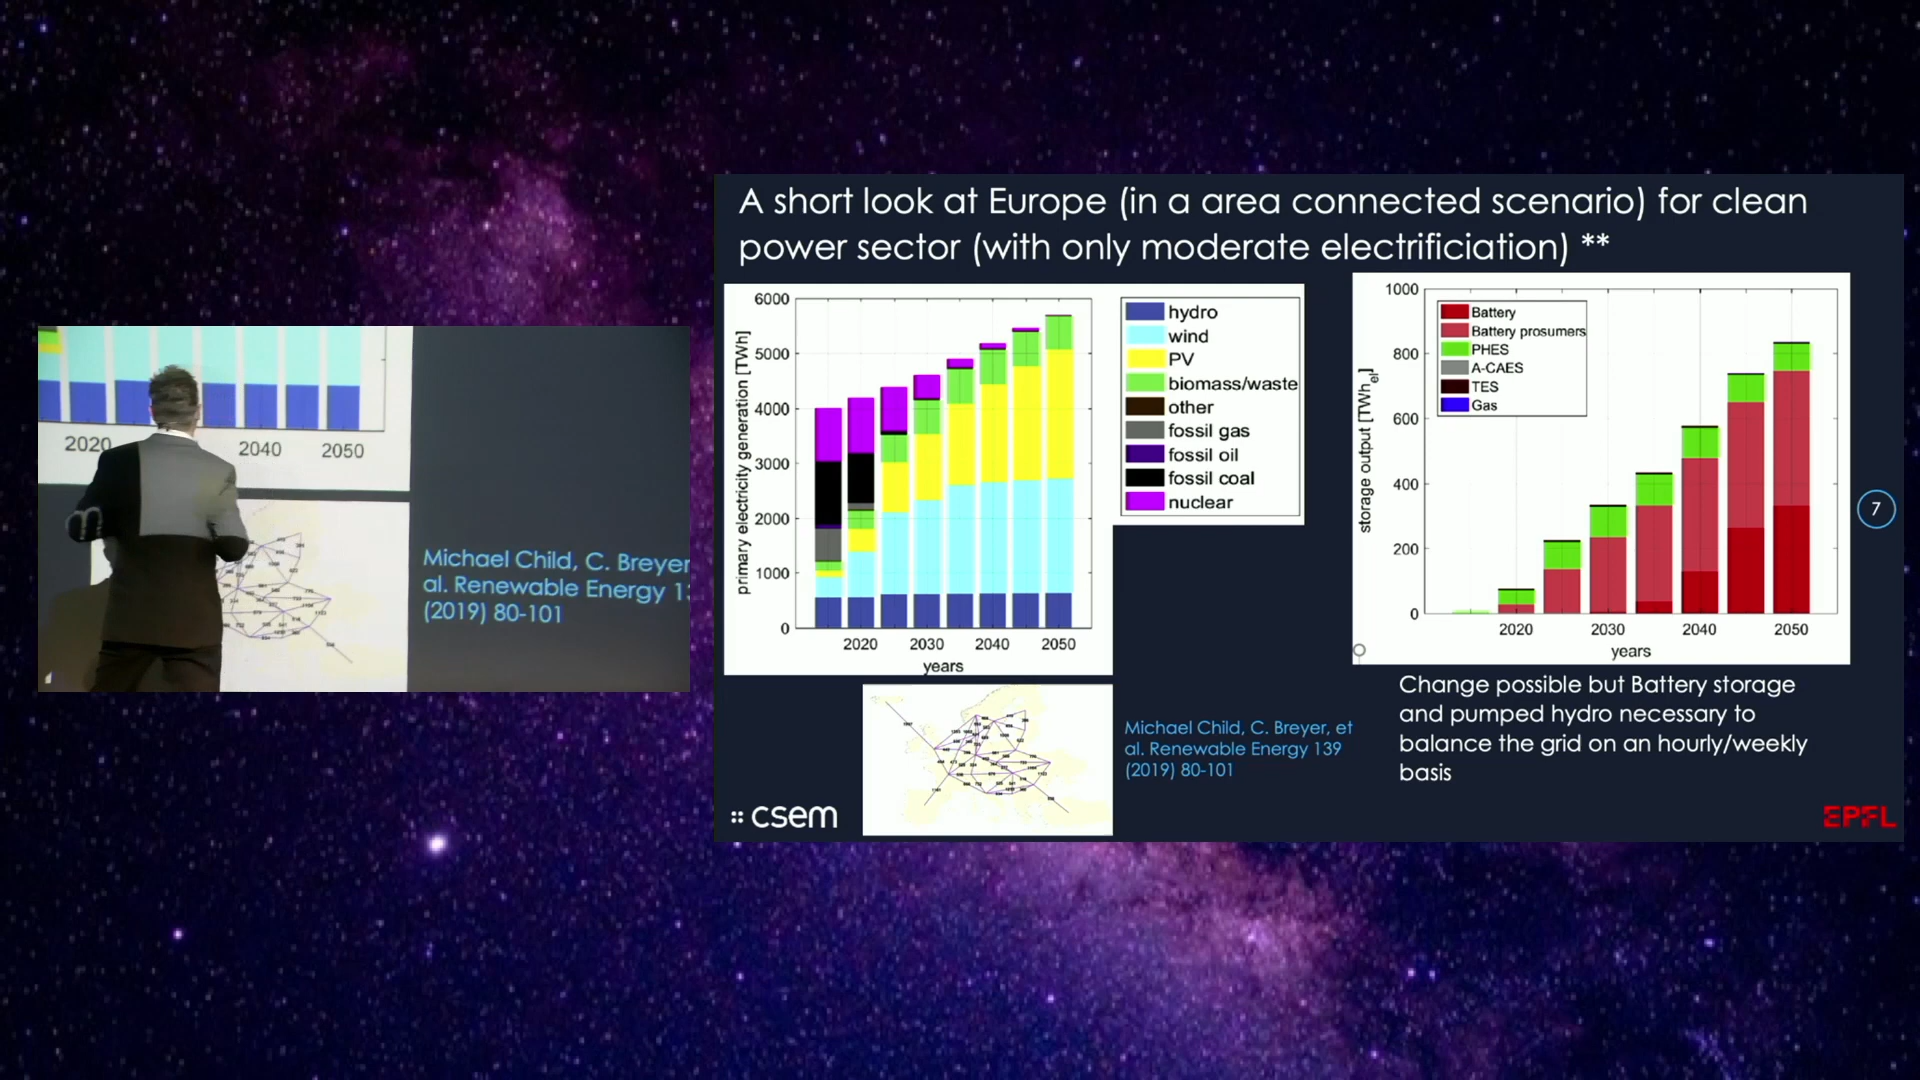 2020
2040
2050
Michael Child, C. Breyer
al. Renewable Energy 1
(2019) 80-101
A short look at Europe (in a area connected scenario) for clean
power sector (with only moderate electrificiation) **
primary electricity generation [TWh]
6000
5000
4000
3000
2000
1000
0
2020
2030
2040
2050
years
hydro
wind
PV
biomass/waste
other
fossil gas
fossil oil
fossil coal
nuclear
storage output [TWhel]
1000
800
600
400
200
0
Battery
Battery prosumers
PHES
A-CAES
TES
Gas
2020
2030
2040
2050
years
7
Michael Child, C. Breyer, et
al. Renewable Energy 139
(2019) 80-101
Change possible but Battery storage
and pumped hydro necessary to
balance the grid on an hourly/weekly
basis
csem
EPFL